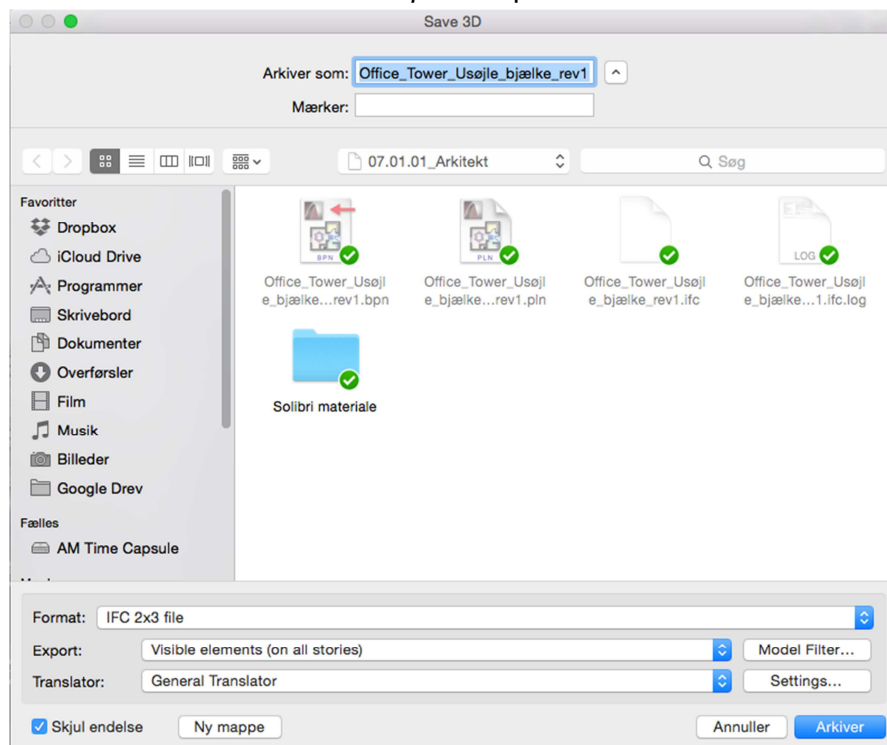 Save 3D
Arkiver som: Office_Tower_Usøjle_bjælke_rev1
Mærker:
07.01.01_Arkitekt
Søg
Favoritter
Dropbox
iCloud Drive
Programmer
Skrivebord
Dokumenter
Overførsler
Film
Musik
Billeder
Google Drev
Fælles
AM Time Capsule
BPN
Office_Tower_Usøjl
e_bjælke...rev1.bpn
PLN
Office_Tower_Usøjl
e_bjælke...rev1.pln
Office_Tower_Usøjl
e_bjælke_rev1.ifc
LOG
Office_Tower_Usøjl
e_bjælke...1.ifc.log
Solibri materiale
Format: IFC 2x3 file
Export: Visible elements (on all stories) Model Filter...
Translator: General Translator Settings...
Skjul endelse Ny mappe Annuller Arkiver